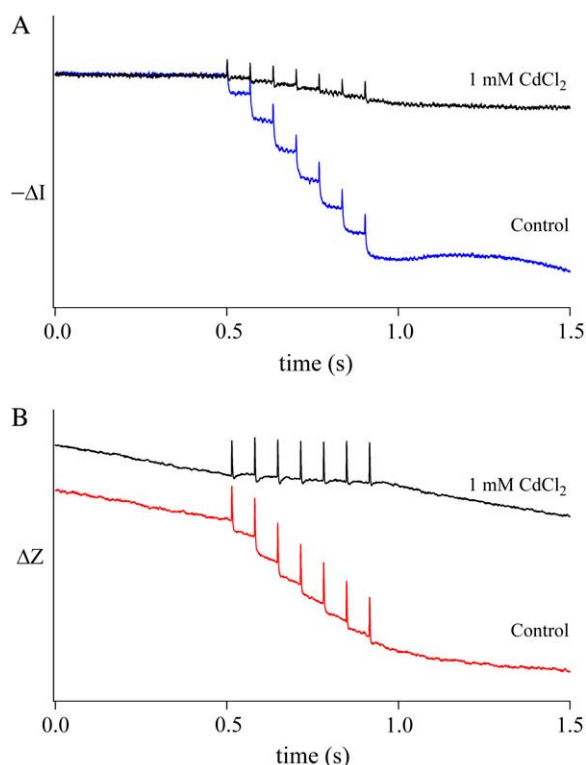 A
1 mM CdCl₂
−ΔI
Control
0.0 0.5 1.0 1.5
time (s)
B
1 mM CdCl₂
ΔZ
Control
0.0 0.5 1.0 1.5
time (s)